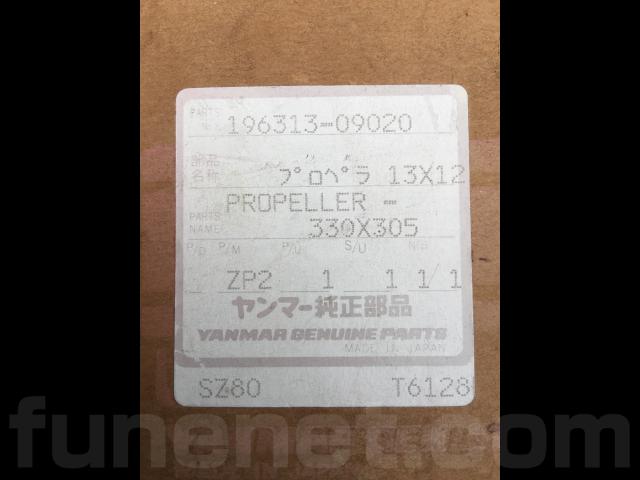 PARTS No. 196313-09020
部品名称 プロペラ 13X12
PARTS NAME PROPELLER -
330X305
P/D P/M P/U S/U N/B
ZP2 1 1 1/1
ヤンマー純正部品
YANMAR GENUINE PARTS
MADE IN JAPAN
SZ80 T6128
funenet.com